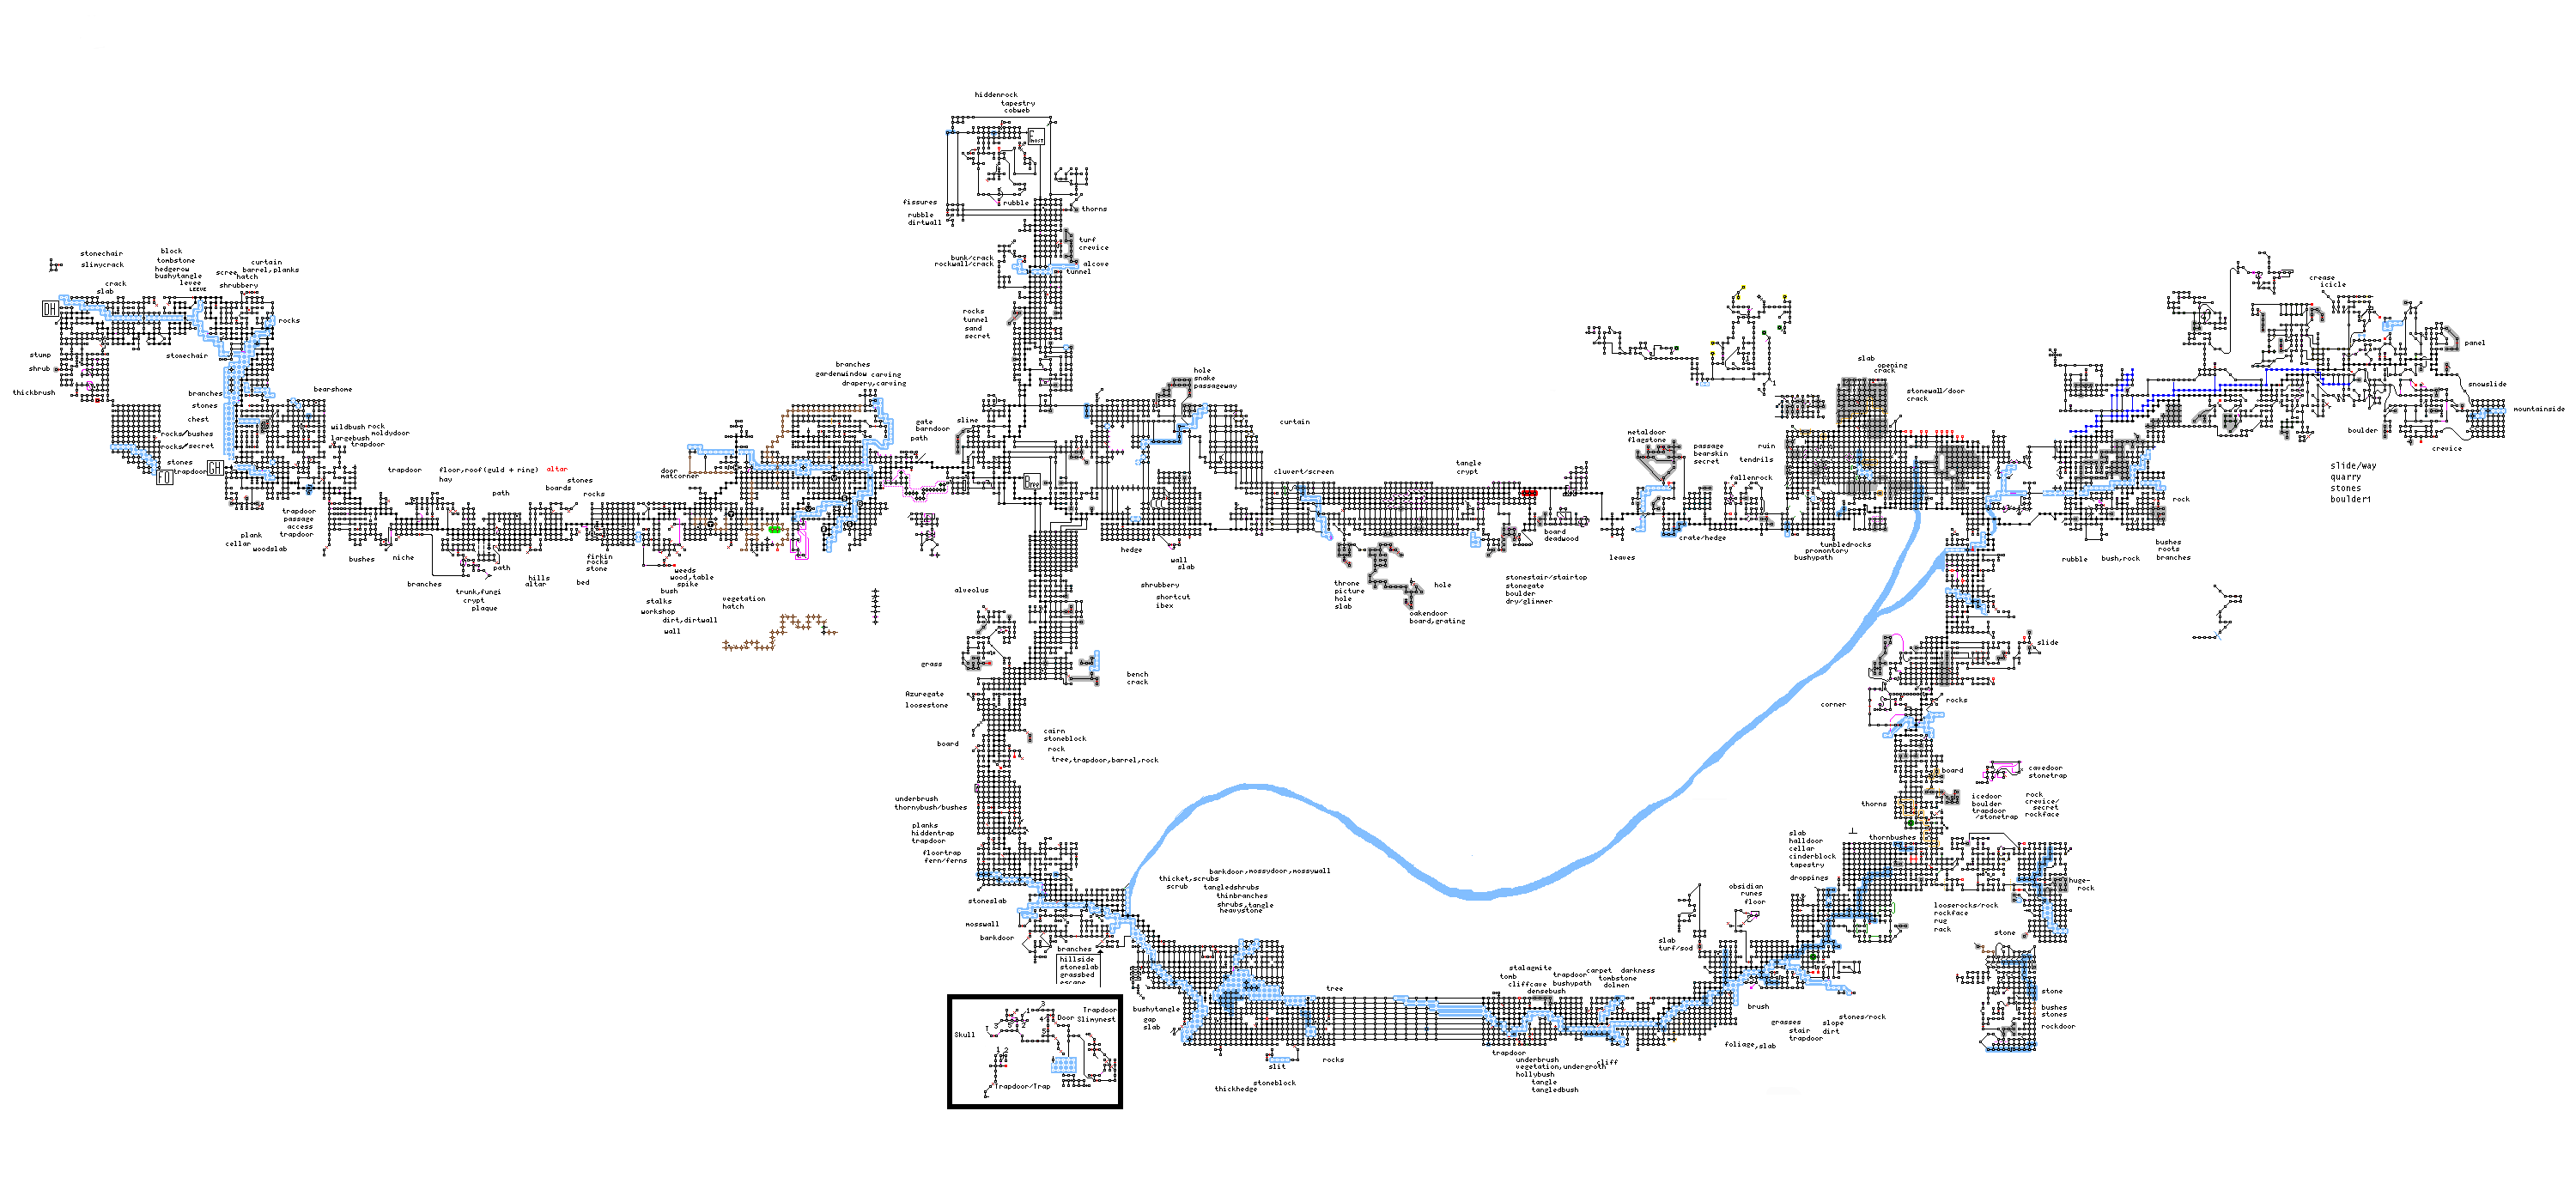 hiddenrock
tapestry
cobweb
fissures
rubble
dirtwall
rubble
thorns
turf
crevice
bunk/crack
rockwall/crack
alcove
tunnel
stonechair
slimycrack
block
tombstone
hedgerow
bushytangle
levee
LEEVE
curtain
barrel,planks
scree
hatch
shrubbery
crack
slab
DH
rocks
stump
stonechair
shrub
thickbrush
branches
stones
chest
rocks/bushes
rocks/secret
stones
trapdoor
GH
FO
bearshome
wildbush
rock
moldydoor
largebush
trapdoor
rocks
tunnel
sand
secret
branches
gardenwindow
carving
drapery,carving
gate
barndoor
path
slime
hole
snake
passageway
curtain
trapdoor
floor,roof(guld + ring)
altar
hay
path
stones
boards
rocks
door
matcorner
Bree
cluvert/screen
tangle
crypt
trapdoor
passage
access
trapdoor
plank
cellar
woodslab
bushes
niche
branches
path
trunk,fungi
crypt
plaque
hills
altar
bed
firkin
rocks
stone
weeds
wood,table
spike
bush
stalks
workshop
dirt,dirtwall
wall
vegetation
hatch
hedge
wall
slab
shrubbery
shortcut
ibex
throne
picture
hole
slab
hole
oakendoor
board,grating
stonestair/stairtop
stonegate
boulder
dry/glimmer
board
deadwood
leaves
metaldoor
flagstone
passage
bearskin
secret
crate/hedge
fallenrock
ruin
tendrils
slab
opening
crack
stonewall/door
crack
tumbledrocks
promontory
bushypath
crease
icicle
panel
snowslide
mountainside
boulder
crevice
slide/way
quarry
stones
boulder1
rock
bushes
roots
branches
rubble
bush,rock
alveolus
grass
bench
crack
Azuregate
loosestone
board
cairn
stoneblock
rock
tree,trapdoor,barrel,rock
underbrush
thornybush/bushes
planks
hiddentrap
trapdoor
floortrap
fern/ferns
stoneslab
mosswall
barkdoor
branches
hillside
stoneslab
grassbed
escape
barkdoor,mossydoor,mossywall
thicket,scrubs
scrub
tangledshrubs
thinbranches
shrubs,tangle
heavystone
bushytangle
gap
slab
tree
slit
rocks
stoneblock
thickhedge
Skull
Door
Trapdoor
Slimynest
Trapdoor/Trap
stalagmite
tomb
cliffcave
densebush
trapdoor
bushypath
carpet
darkness
tombstone
dolmen
trapdoor
underbrush
vegetation,undergroth
hollybush
tangle
tangledbush
cliff
slab
turf/sod
obsidian
runes
floor
brush
grasses
stair
trapdoor
foliage,slab
slope
dirt
stones/rock
slide
corner
rocks
board
cavedoor
stonetrap
thorns
icedoor
boulder
trapdoor
/stonetrap
rock
crevice/
secret
rockface
slab
halldoor
cellar
cinderblock
tapestry
thornbushes
droppings
huge-
rock
looserocks/rock
rockface
rug
rack
stone
stone
bushes
stones
rockdoor